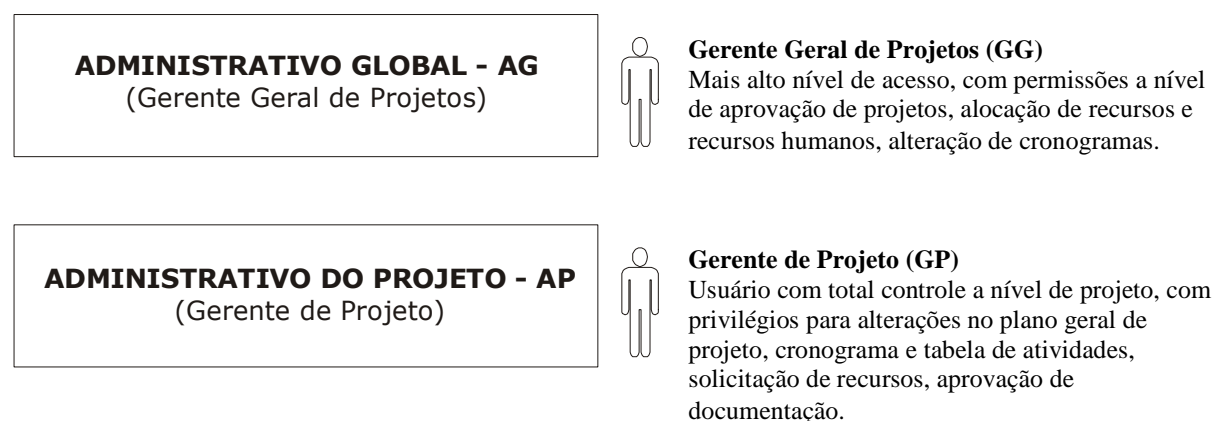 ADMINISTRATIVO GLOBAL - AG
(Gerente Geral de Projetos)
Gerente Geral de Projetos (GG)
Mais alto nível de acesso, com permissões a nível
de aprovação de projetos, alocação de recursos e
recursos humanos, alteração de cronogramas.
ADMINISTRATIVO DO PROJETO - AP
(Gerente de Projeto)
Gerente de Projeto (GP)
Usuário com total controle a nível de projeto, com
privilégios para alterações no plano geral de
projeto, cronograma e tabela de atividades,
solicitação de recursos, aprovação de
documentação.